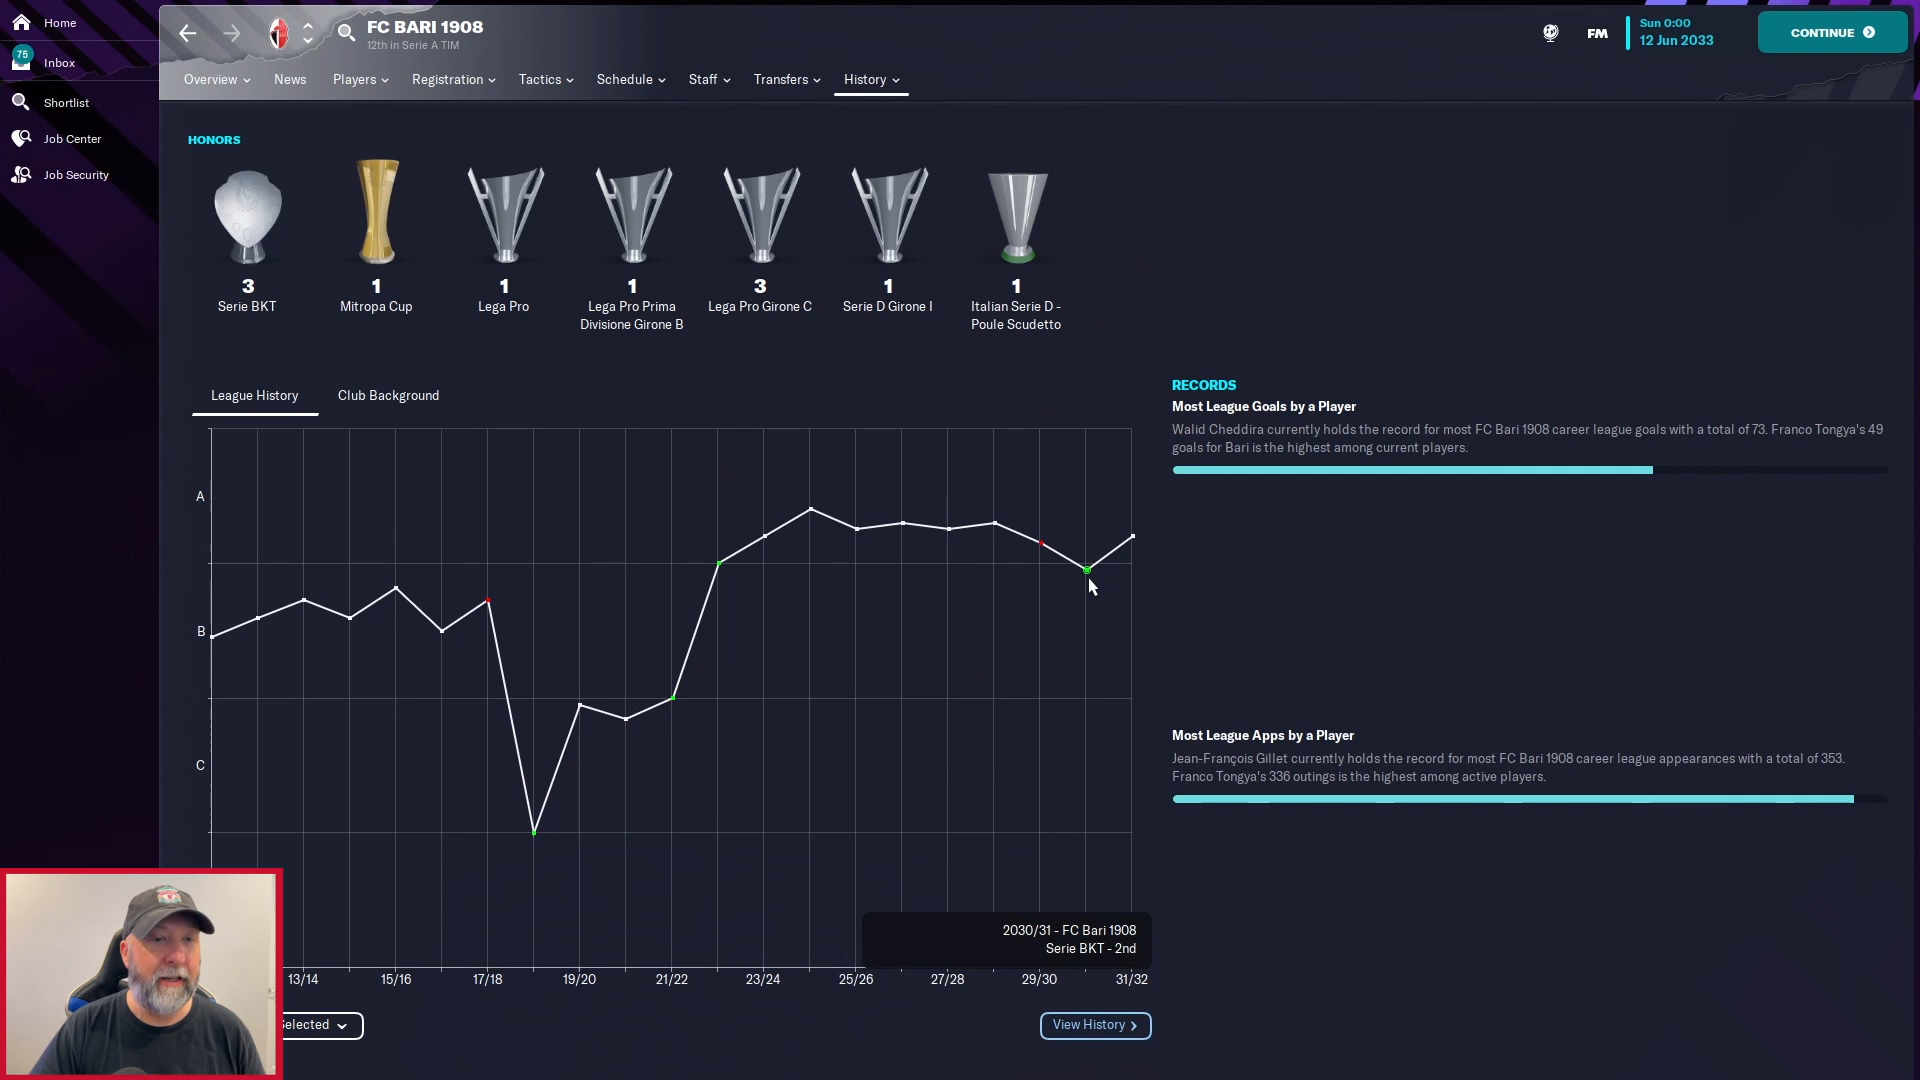 Home
75
Inbox
Shortlist
Job Center
Job Security
FC BARI 1908
12th in Serie A TIM
FM
Sun 0:00
12 Jun 2033
CONTINUE
Overview
News
Players
Registration
Tactics
Schedule
Staff
Transfers
History
HONORS
3
Serie BKT
1
Mitropa Cup
1
Lega Pro
1
Lega Pro Prima
Divisione Girone B
3
Lega Pro Girone C
1
Serie D Girone I
1
Italian Serie D -
Poule Scudetto
League History
Club Background
A
B
C
13/14
15/16
17/18
19/20
21/22
23/24
25/26
27/28
29/30
31/32
2030/31 - FC Bari 1908
Serie BKT - 2nd
Selected
View History
RECORDS
Most League Goals by a Player
Walid Cheddira currently holds the record for most FC Bari 1908 career league goals with a total of 73. Franco Tongya's 49
goals for Bari is the highest among current players.
Most League Apps by a Player
Jean-François Gillet currently holds the record for most FC Bari 1908 career league appearances with a total of 353.
Franco Tongya's 336 outings is the highest among active players.